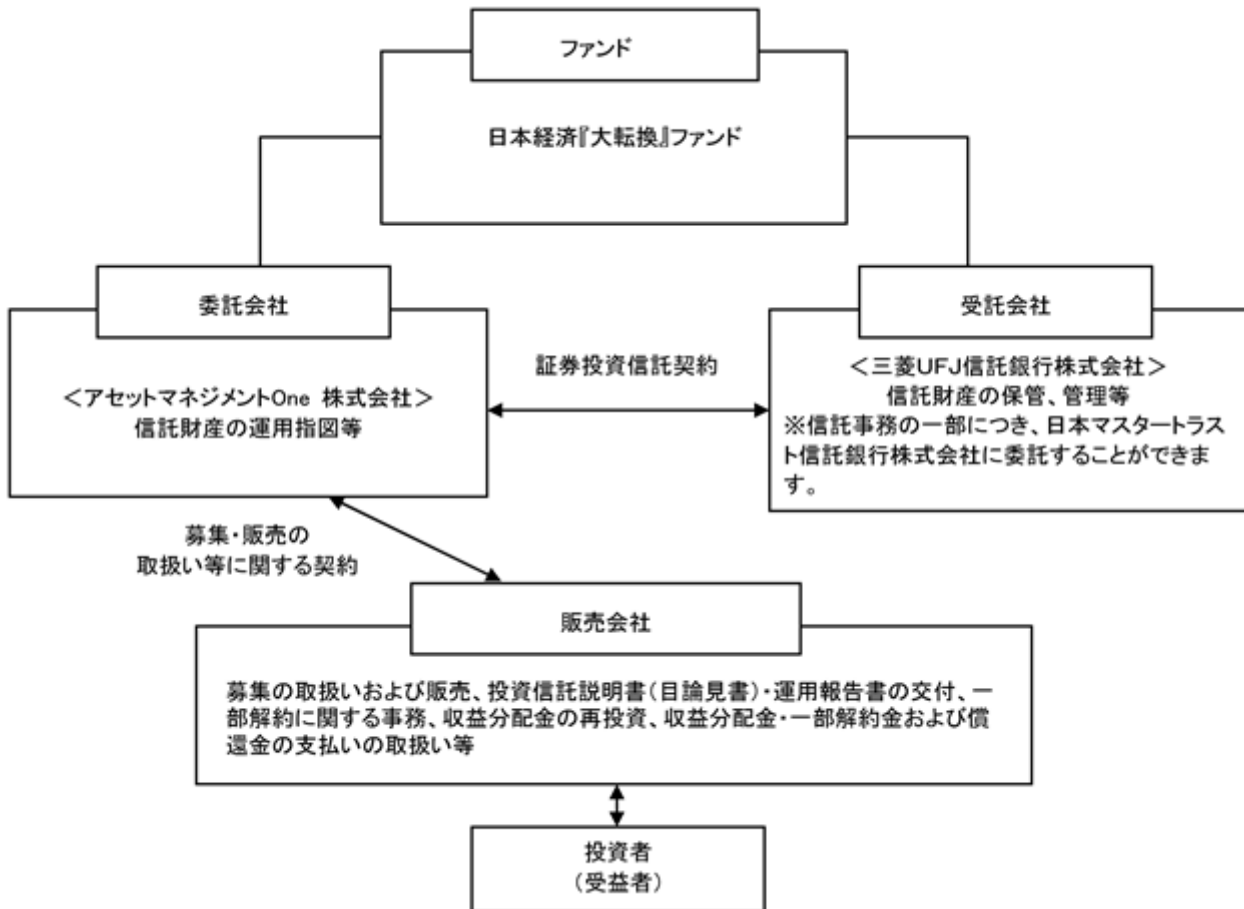 ファンド
日本経済『大転換』ファンド
委託会社
＜アセットマネジメントOne 株式会社＞
信託財産の運用指図等
証券投資信託契約
受託会社
＜三菱UFJ信託銀行株式会社＞
信託財産の保管、管理等
※信託事務の一部につき、日本マスタートラス
ト信託銀行株式会社に委託することができま
す。
募集・販売の
取扱い等に関する契約
販売会社
募集の取扱いおよび販売、投資信託説明書（目論見書）・運用報告書の交付、一
部解約に関する事務、収益分配金の再投資、収益分配金・一部解約金および償
還金の支払いの取扱い等
投資者
（受益者）